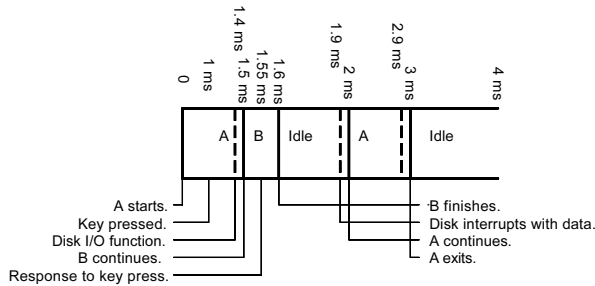 0
1 ms
1.4 ms
1.5 ms
1.55 ms
1.6 ms
1.9 ms
2 ms
2.9 ms
3 ms
4 ms
A
B
Idle
A
Idle
A starts.
Key pressed.
Disk I/O function.
B continues.
Response to key press.
B finishes.
Disk interrupts with data.
A continues.
A exits.